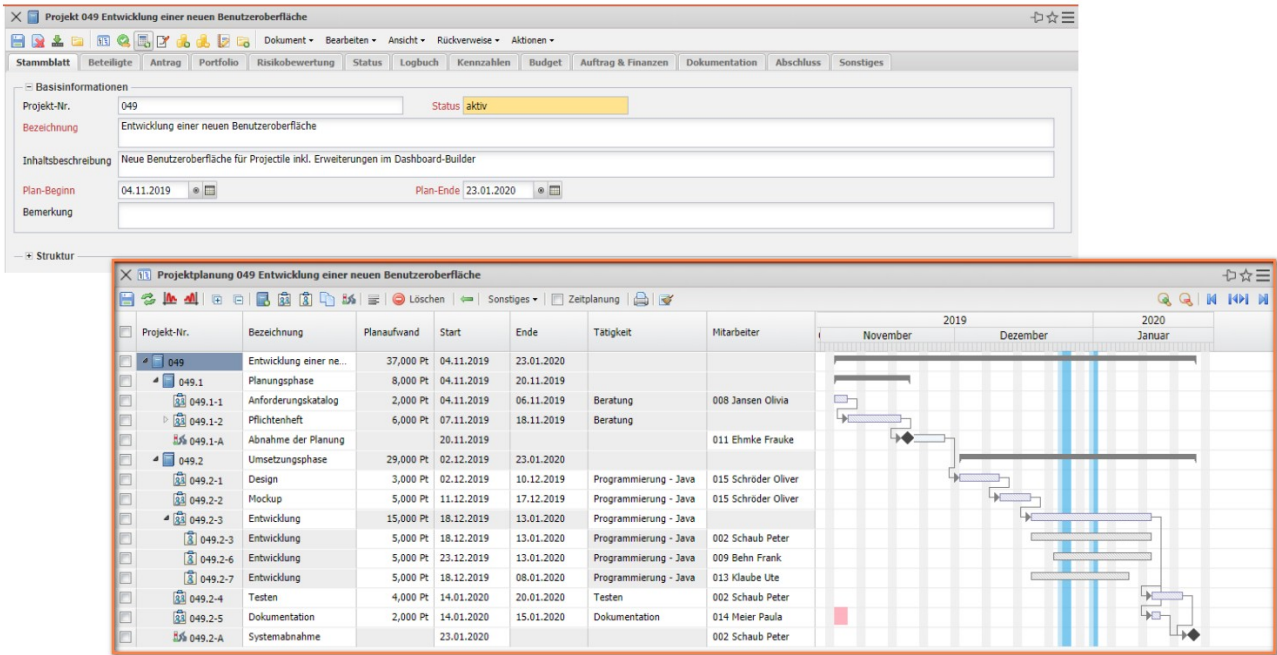 Projekt 049 Entwicklung einer neuen Benutzeroberfläche
Dokument Bearbeiten Ansicht Rückverweise Aktionen
Stammblatt Beteiligte Antrag Portfolio Risikobewertung Status Logbuch Kennzahlen Budget Auftrag & Finanzen Dokumentation Abschluss Sonstiges
Basisinformationen
Projekt-Nr. 049 Status aktiv
Bezeichnung Entwicklung einer neuen Benutzeroberfläche
Inhaltsbeschreibung Neue Benutzeroberfläche für Projectile inkl. Erweiterungen im Dashboard-Builder
Plan-Beginn 04.11.2019 Plan-Ende 23.01.2020
Bemerkung
Struktur
Projektplanung 049 Entwicklung einer neuen Benutzeroberfläche
Löschen Sonstiges Zeitplanung
2019 2020
Projekt-Nr. Bezeichnung Planaufwand Start Ende Tätigkeit Mitarbeiter November Dezember Januar
049 Entwicklung einer ne... 37,000 Pt 04.11.2019 23.01.2020
049.1 Planungsphase 8,000 Pt 04.11.2019 20.11.2019
049.1-1 Anforderungskatalog 2,000 Pt 04.11.2019 06.11.2019 Beratung 008 Jansen Olivia
049.1-2 Pflichtenheft 6,000 Pt 07.11.2019 18.11.2019 Beratung
049.1-A Abnahme der Planung 20.11.2019 011 Ehmke Frauke
049.2 Umsetzungsphase 29,000 Pt 02.12.2019 23.01.2020
049.2-1 Design 3,000 Pt 02.12.2019 10.12.2019 Programmierung - Java 015 Schröder Oliver
049.2-2 Mockup 5,000 Pt 11.12.2019 17.12.2019 Programmierung - Java 015 Schröder Oliver
049.2-3 Entwicklung 15,000 Pt 18.12.2019 13.01.2020 Programmierung - Java
049.2-3 Entwicklung 5,000 Pt 18.12.2019 13.01.2020 Programmierung - Java 002 Schaub Peter
049.2-6 Entwicklung 5,000 Pt 23.12.2019 13.01.2020 Programmierung - Java 009 Behn Frank
049.2-7 Entwicklung 5,000 Pt 18.12.2019 08.01.2020 Programmierung - Java 013 Klaube Ute
049.2-4 Testen 4,000 Pt 14.01.2020 20.01.2020 Testen 002 Schaub Peter
049.2-5 Dokumentation 2,000 Pt 14.01.2020 15.01.2020 Dokumentation 014 Meier Paula
049.2-A Systemabnahme 23.01.2020 002 Schaub Peter